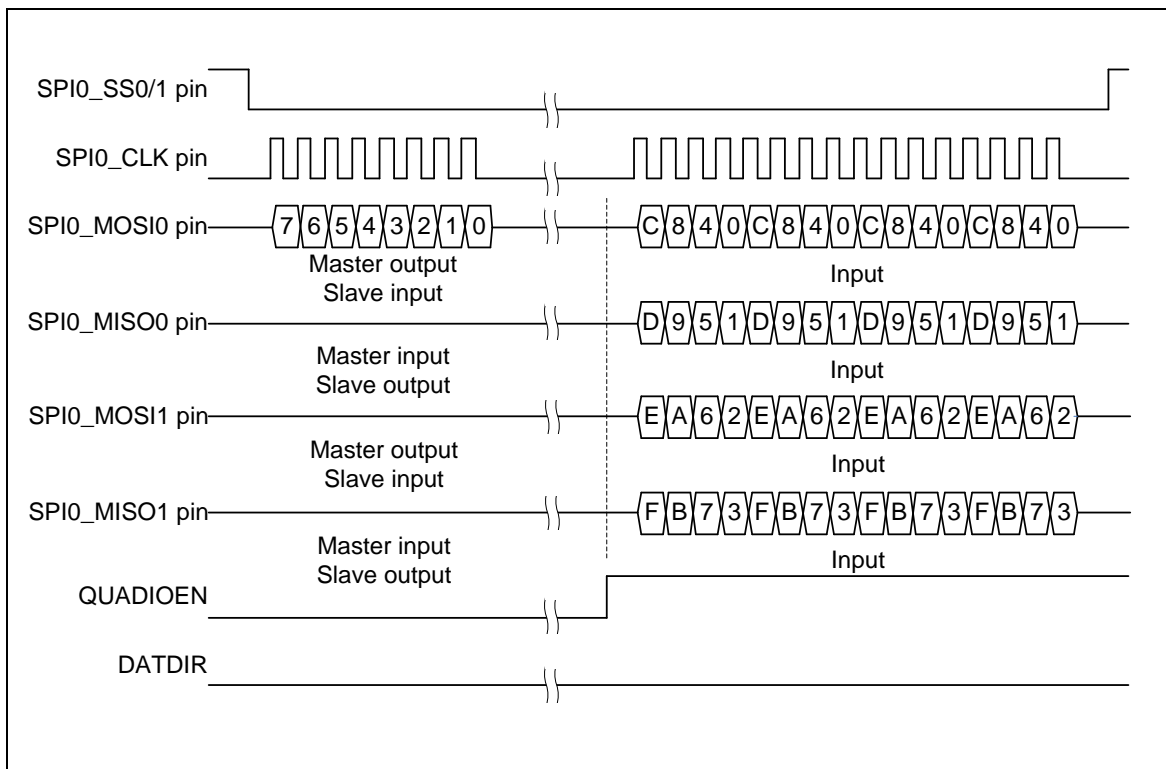 SPI0_SS0/1 pin
SPI0_CLK pin
SPI0_MOSI0 pin 7 6 5 4 3 2 1 0 C 8 4 0 C 8 4 0 C 8 4 0 C 8 4 0
Master output
Slave input
Input
SPI0_MISO0 pin D 9 5 1 D 9 5 1 D 9 5 1 D 9 5 1
Master input
Slave output
Input
SPI0_MOSI1 pin E A 6 2 E A 6 2 E A 6 2 E A 6 2
Master output
Slave input
Input
SPI0_MISO1 pin F B 7 3 F B 7 3 F B 7 3 F B 7 3
Master input
Slave output
Input
QUADIOEN
DATDIR